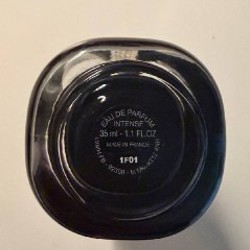 EAU DE PARFUM
INTENSE
35 ml - 1.1 FL.OZ
MADE IN FRANCE
1F01